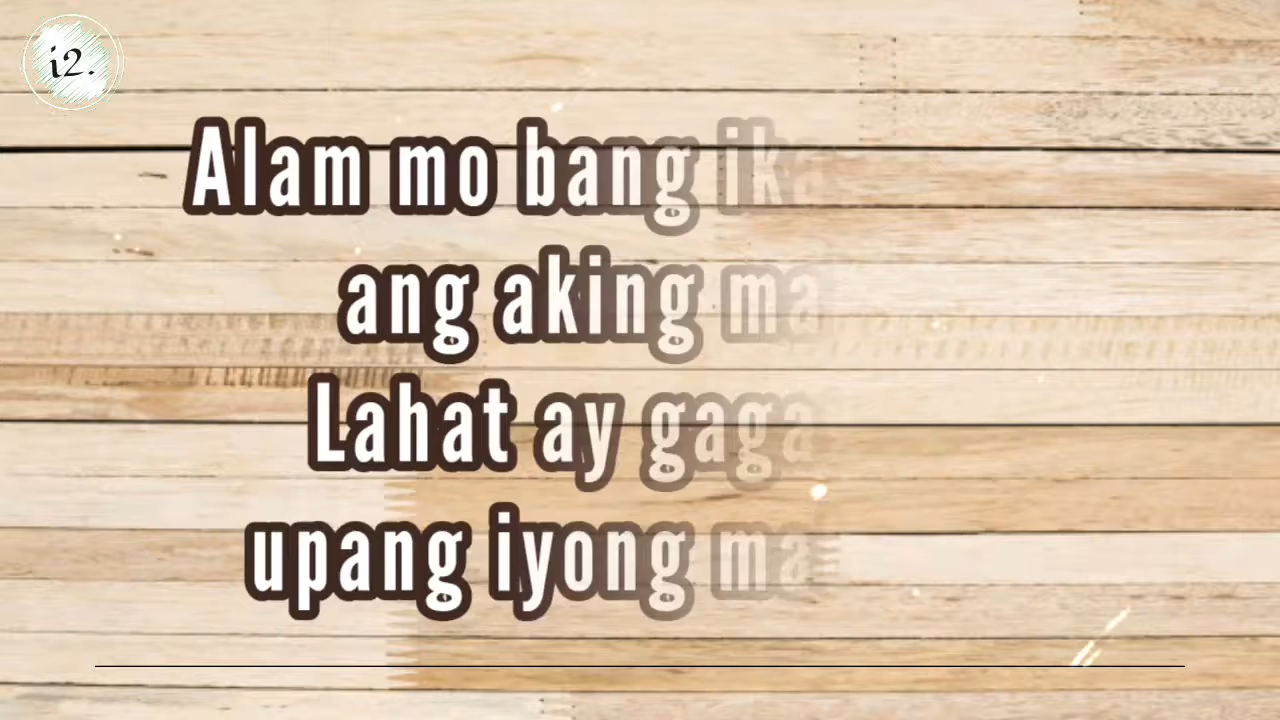 i2.
Alam mo bang ika
ang aking ma
Lahat ay gaga
upang iyong ma